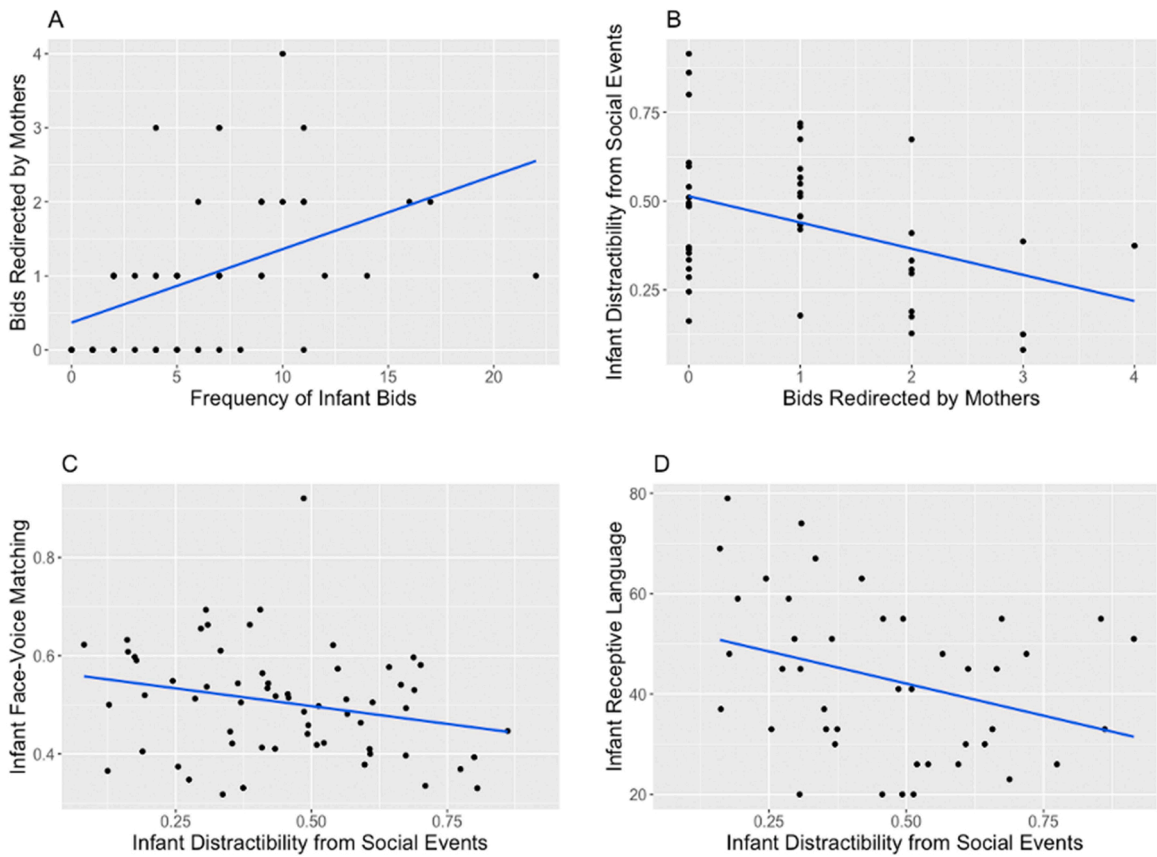 A
Bids Redirected by Mothers
4
3
2
1
0
0 5 10 15 20
Frequency of Infant Bids
B
Infant Distractibility from Social Events
0.75
0.50
0.25
0 1 2 3 4
Bids Redirected by Mothers
C
Infant Face-Voice Matching
0.8
0.6
0.4
0.25 0.50 0.75
Infant Distractibility from Social Events
D
Infant Receptive Language
80
60
40
20
0.25 0.50 0.75
Infant Distractibility from Social Events